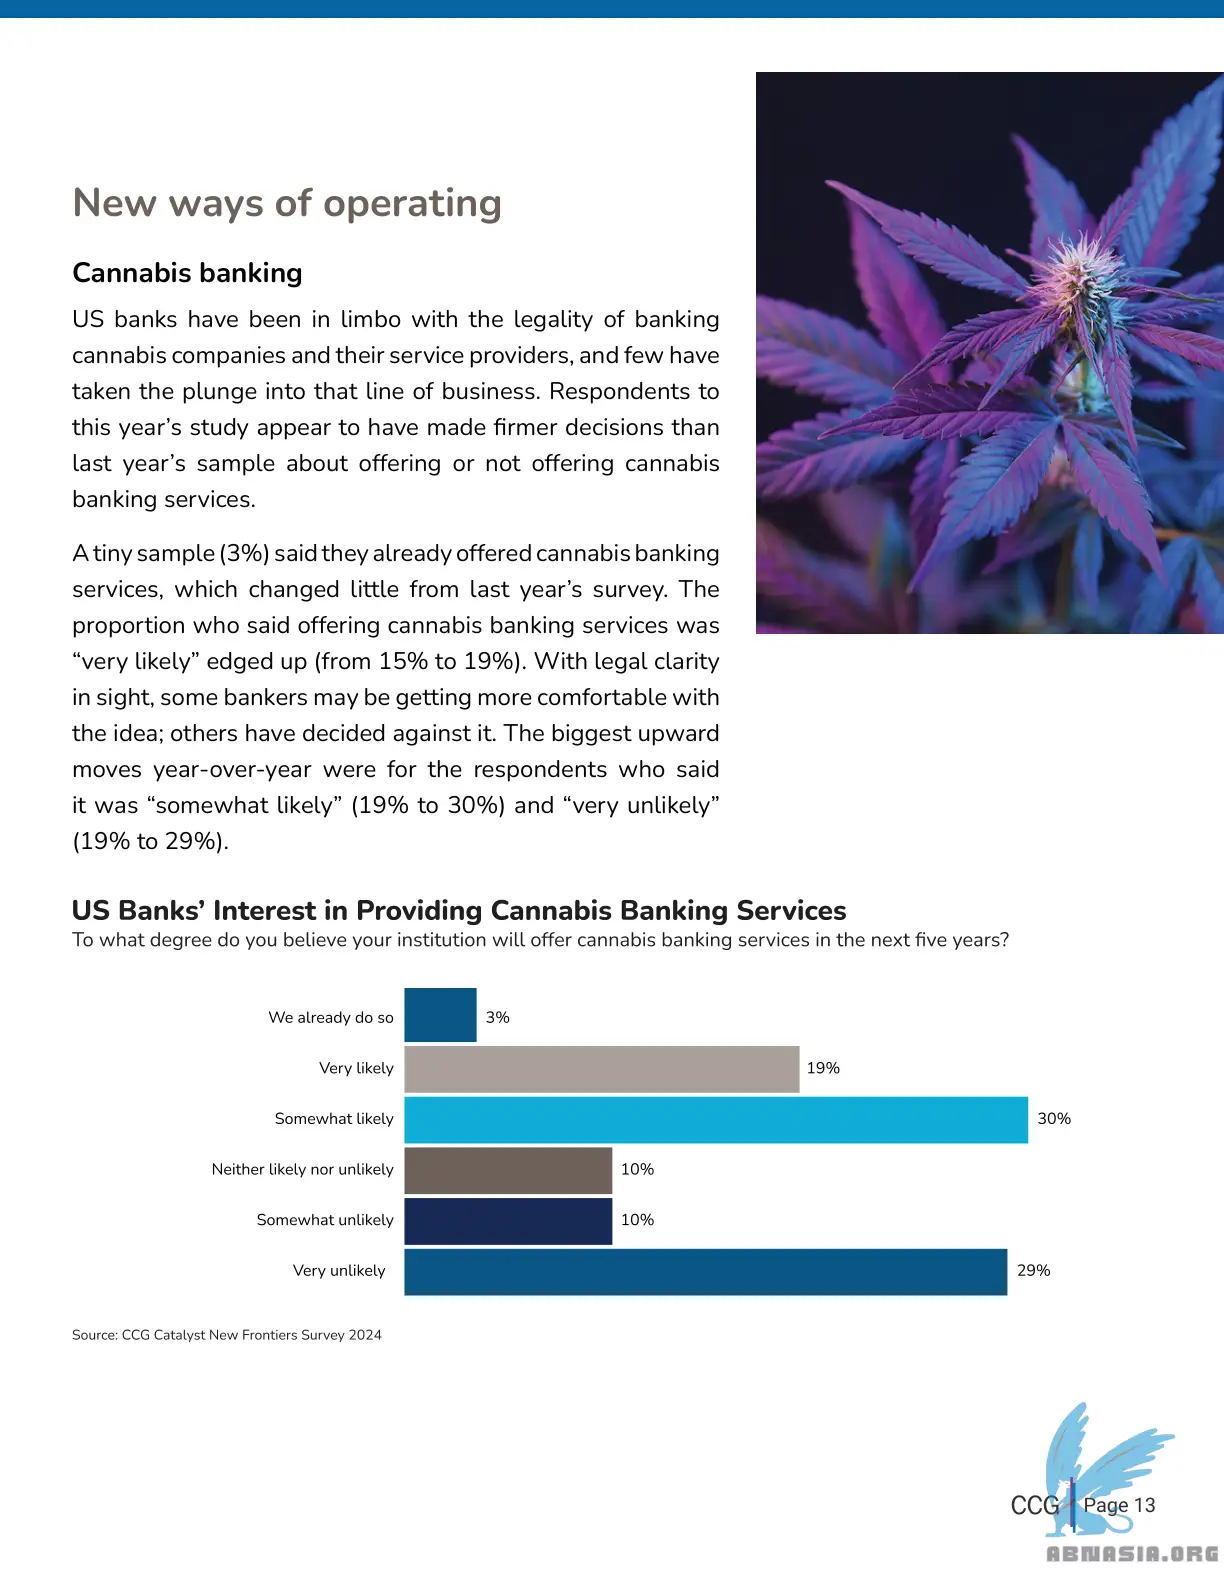 New ways of operating
Cannabis banking
US banks have been in limbo with the legality of banking
cannabis companies and their service providers, and few have
taken the plunge into that line of business. Respondents to
this year’s study appear to have made firmer decisions than
last year’s sample about offering or not offering cannabis
banking services.
A tiny sample (3%) said they already offered cannabis banking
services, which changed little from last year’s survey. The
proportion who said offering cannabis banking services was
“very likely” edged up (from 15% to 19%). With legal clarity
in sight, some bankers may be getting more comfortable with
the idea; others have decided against it. The biggest upward
moves year-over-year were for the respondents who said
it was “somewhat likely” (19% to 30%) and “very unlikely”
(19% to 29%).
US Banks’ Interest in Providing Cannabis Banking Services
To what degree do you believe your institution will offer cannabis banking services in the next five years?
We already do so 3%
Very likely 19%
Somewhat likely 30%
Neither likely nor unlikely 10%
Somewhat unlikely 10%
Very unlikely 29%
Source: CCG Catalyst New Frontiers Survey 2024
CCG Page 13
ABNASIA.ORG